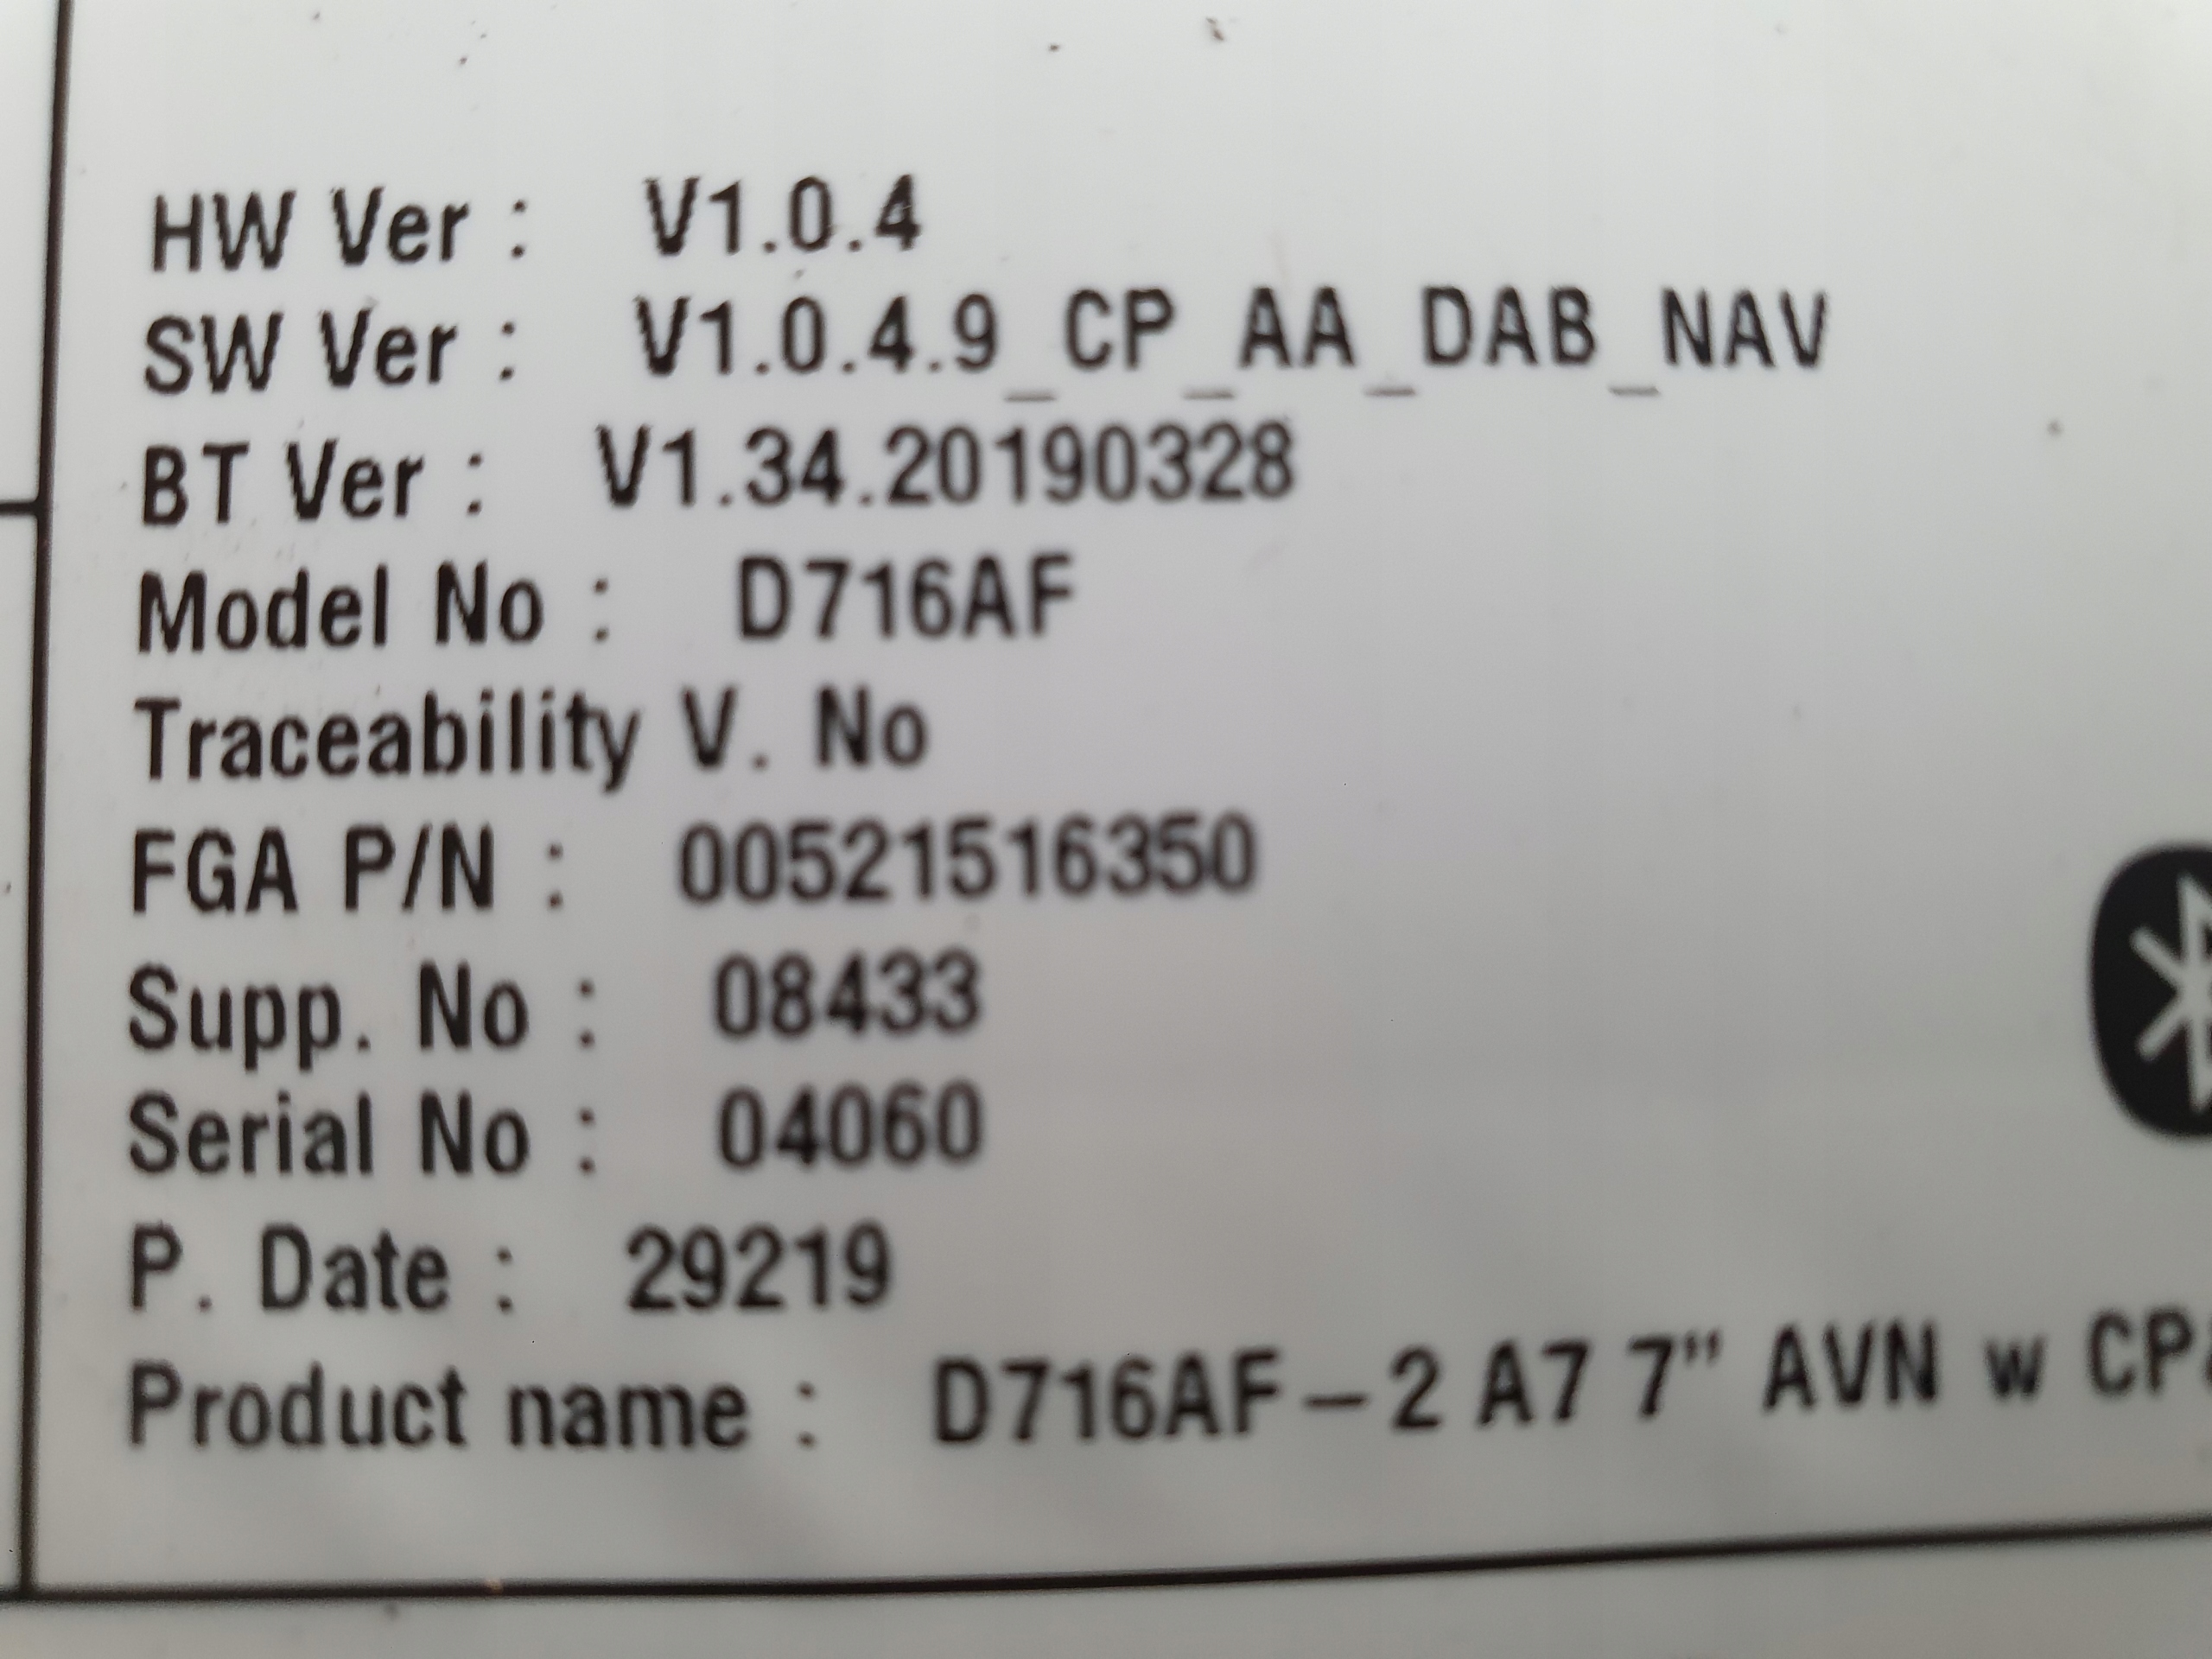 HW Ver : V1.0.4
SW Ver : V1.0.4.9_CP_AA_DAB_NAV
BT Ver : V1.34.20190328
Model No : D716AF
Traceability V. No
FGA P/N : 00521516350
Supp. No : 08433
Serial No : 04060
P. Date : 29219
Product name : D716AF-2 A7 7" AVN w CP